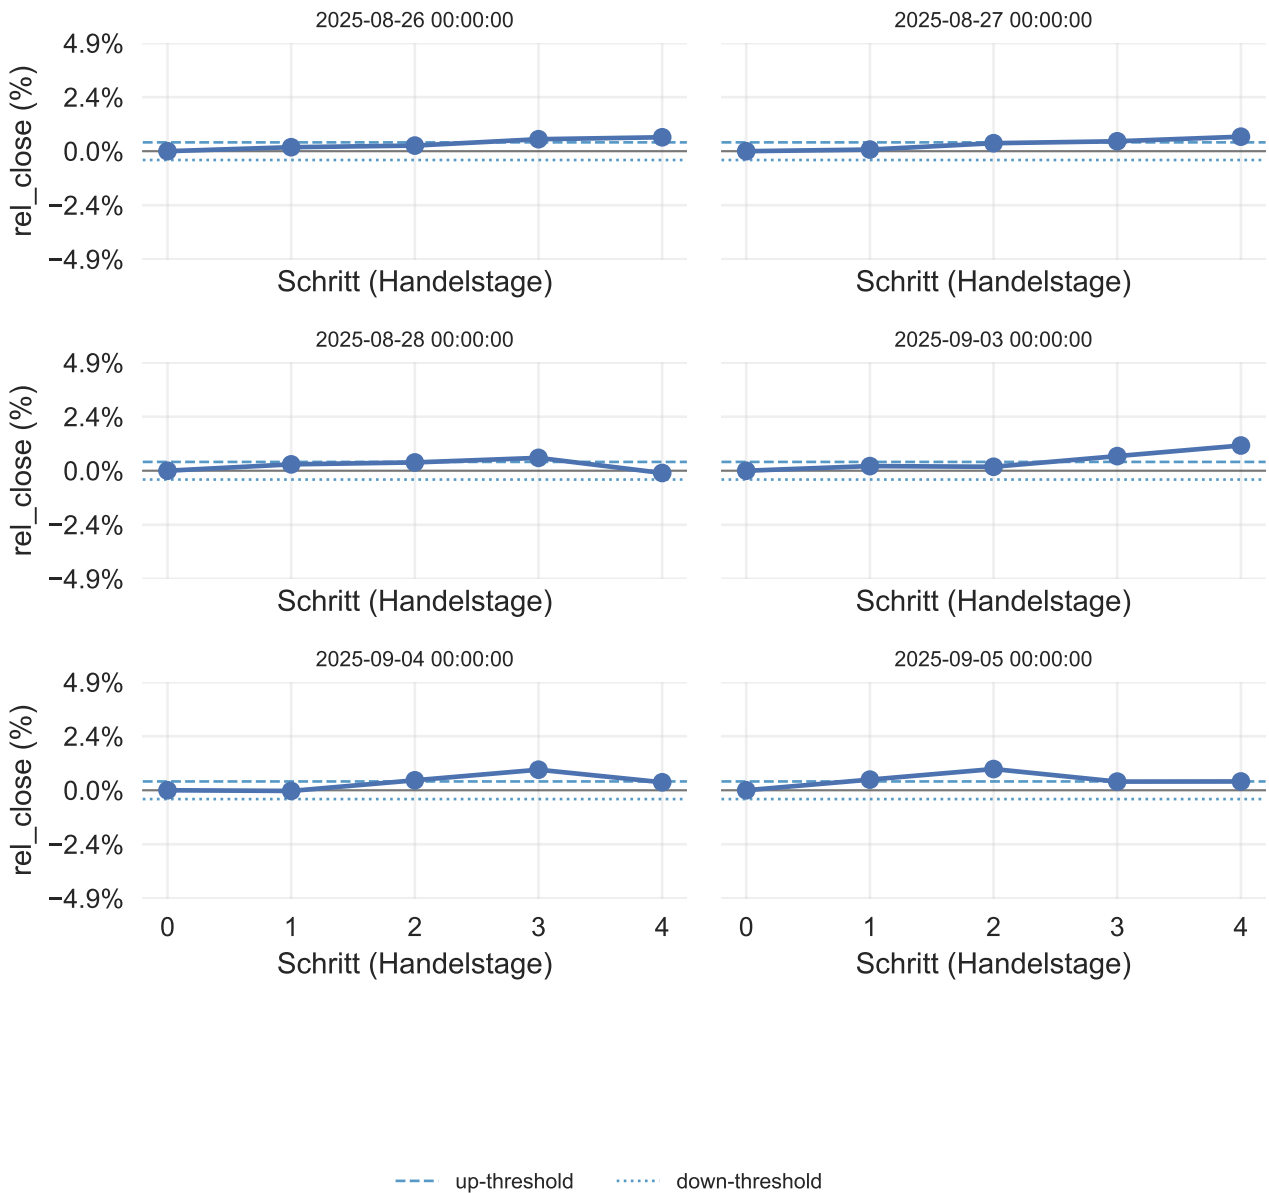 2025-08-26 00:00:00
2025-08-27 00:00:00
4.9%
2.4%
0.0%
−2.4%
−4.9%
rel_close (%)
Schritt (Handelstage)
Schritt (Handelstage)
2025-08-28 00:00:00
2025-09-03 00:00:00
4.9%
2.4%
0.0%
−2.4%
−4.9%
rel_close (%)
Schritt (Handelstage)
Schritt (Handelstage)
2025-09-04 00:00:00
2025-09-05 00:00:00
4.9%
2.4%
0.0%
−2.4%
−4.9%
rel_close (%)
0 1 2 3 4
0 1 2 3 4
Schritt (Handelstage)
Schritt (Handelstage)
up-threshold
down-threshold